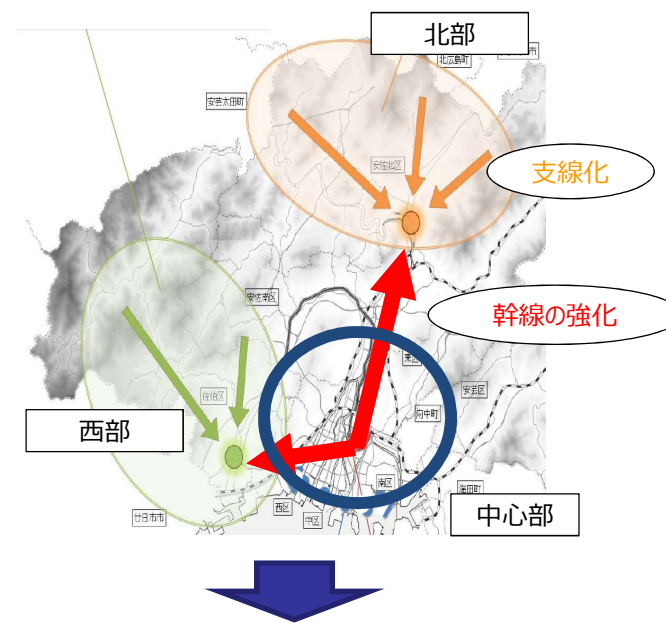 北部
北広島町
安芸太田町
安佐北区
支線化
安佐南区
幹線の強化
佐伯区
安芸区
府中町
西部
南区
海田町
西区
中区
廿日市市
中心部